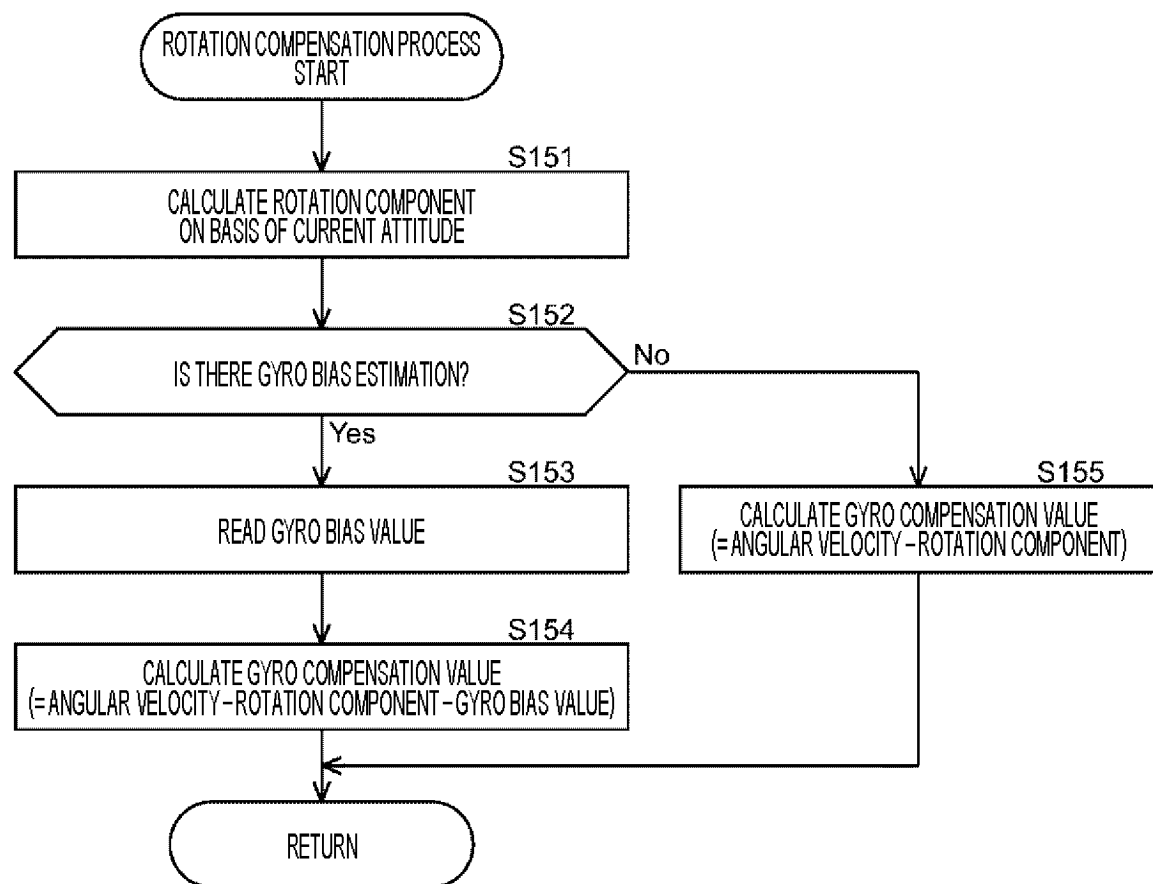 ROTATION COMPENSATION PROCESS
START
S151
CALCULATE ROTATION COMPONENT
ON BASIS OF CURRENT ATTITUDE
S152
IS THERE GYRO BIAS ESTIMATION?
No
Yes
S153
READ GYRO BIAS VALUE
S155
CALCULATE GYRO COMPENSATION VALUE
(=ANGULAR VELOCITY–ROTATION COMPONENT)
S154
CALCULATE GYRO COMPENSATION VALUE
(=ANGULAR VELOCITY–ROTATION COMPONENT–GYRO BIAS VALUE)
RETURN